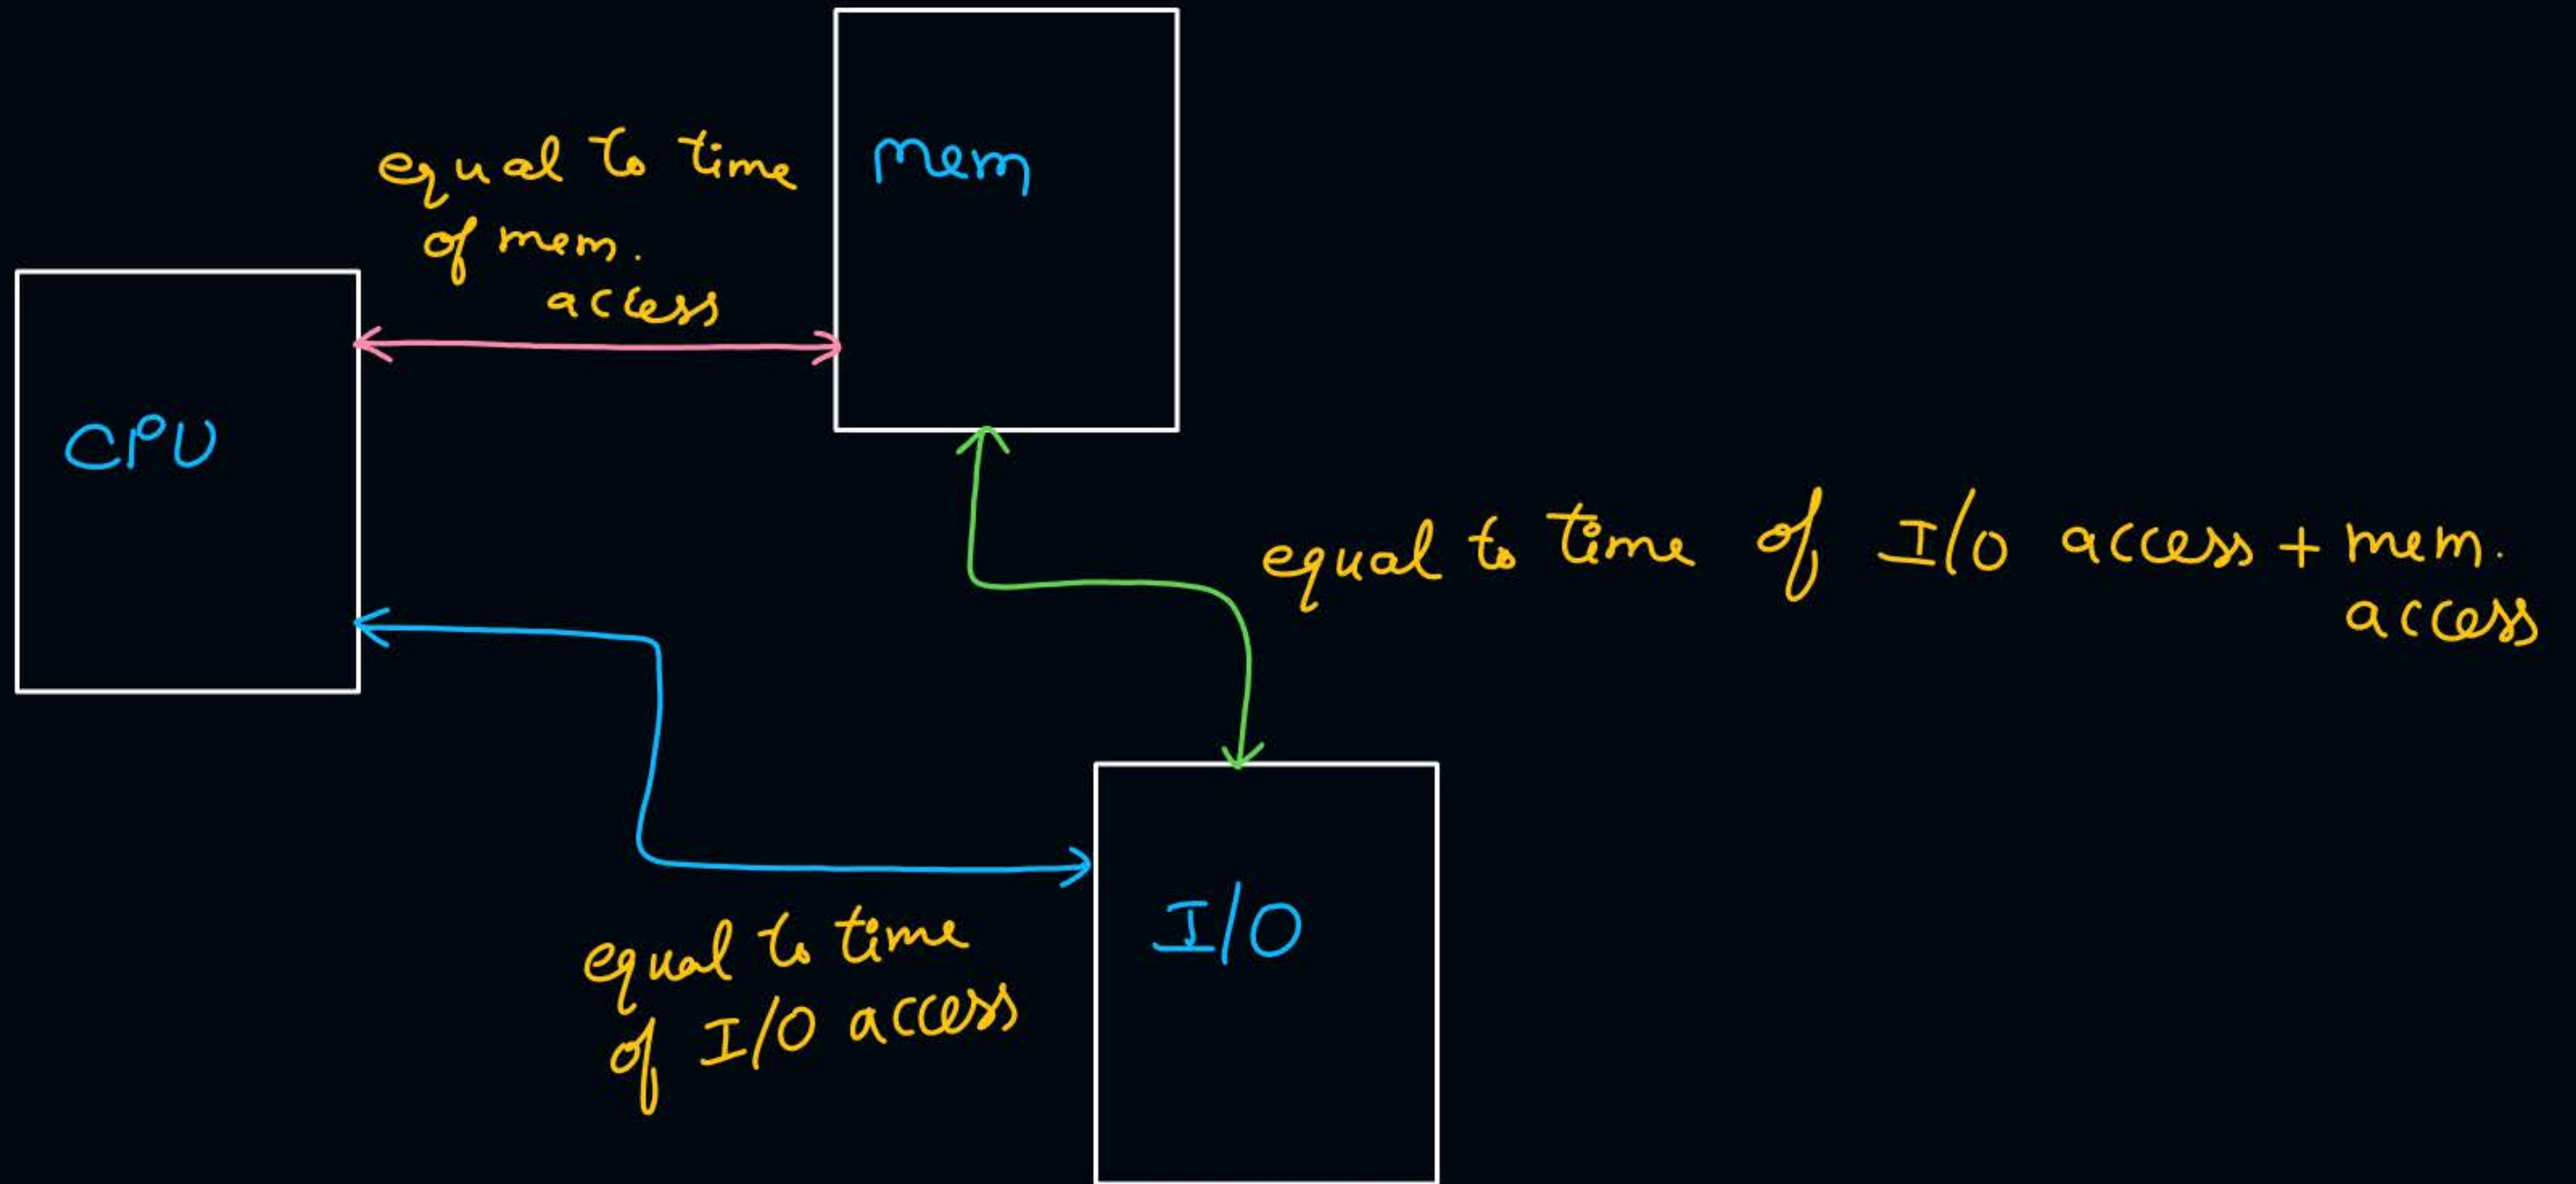 equal to time
of mem.
access
mem
CPU
equal to time of I/O access + mem.
access
equal to time
of I/O access
I/O